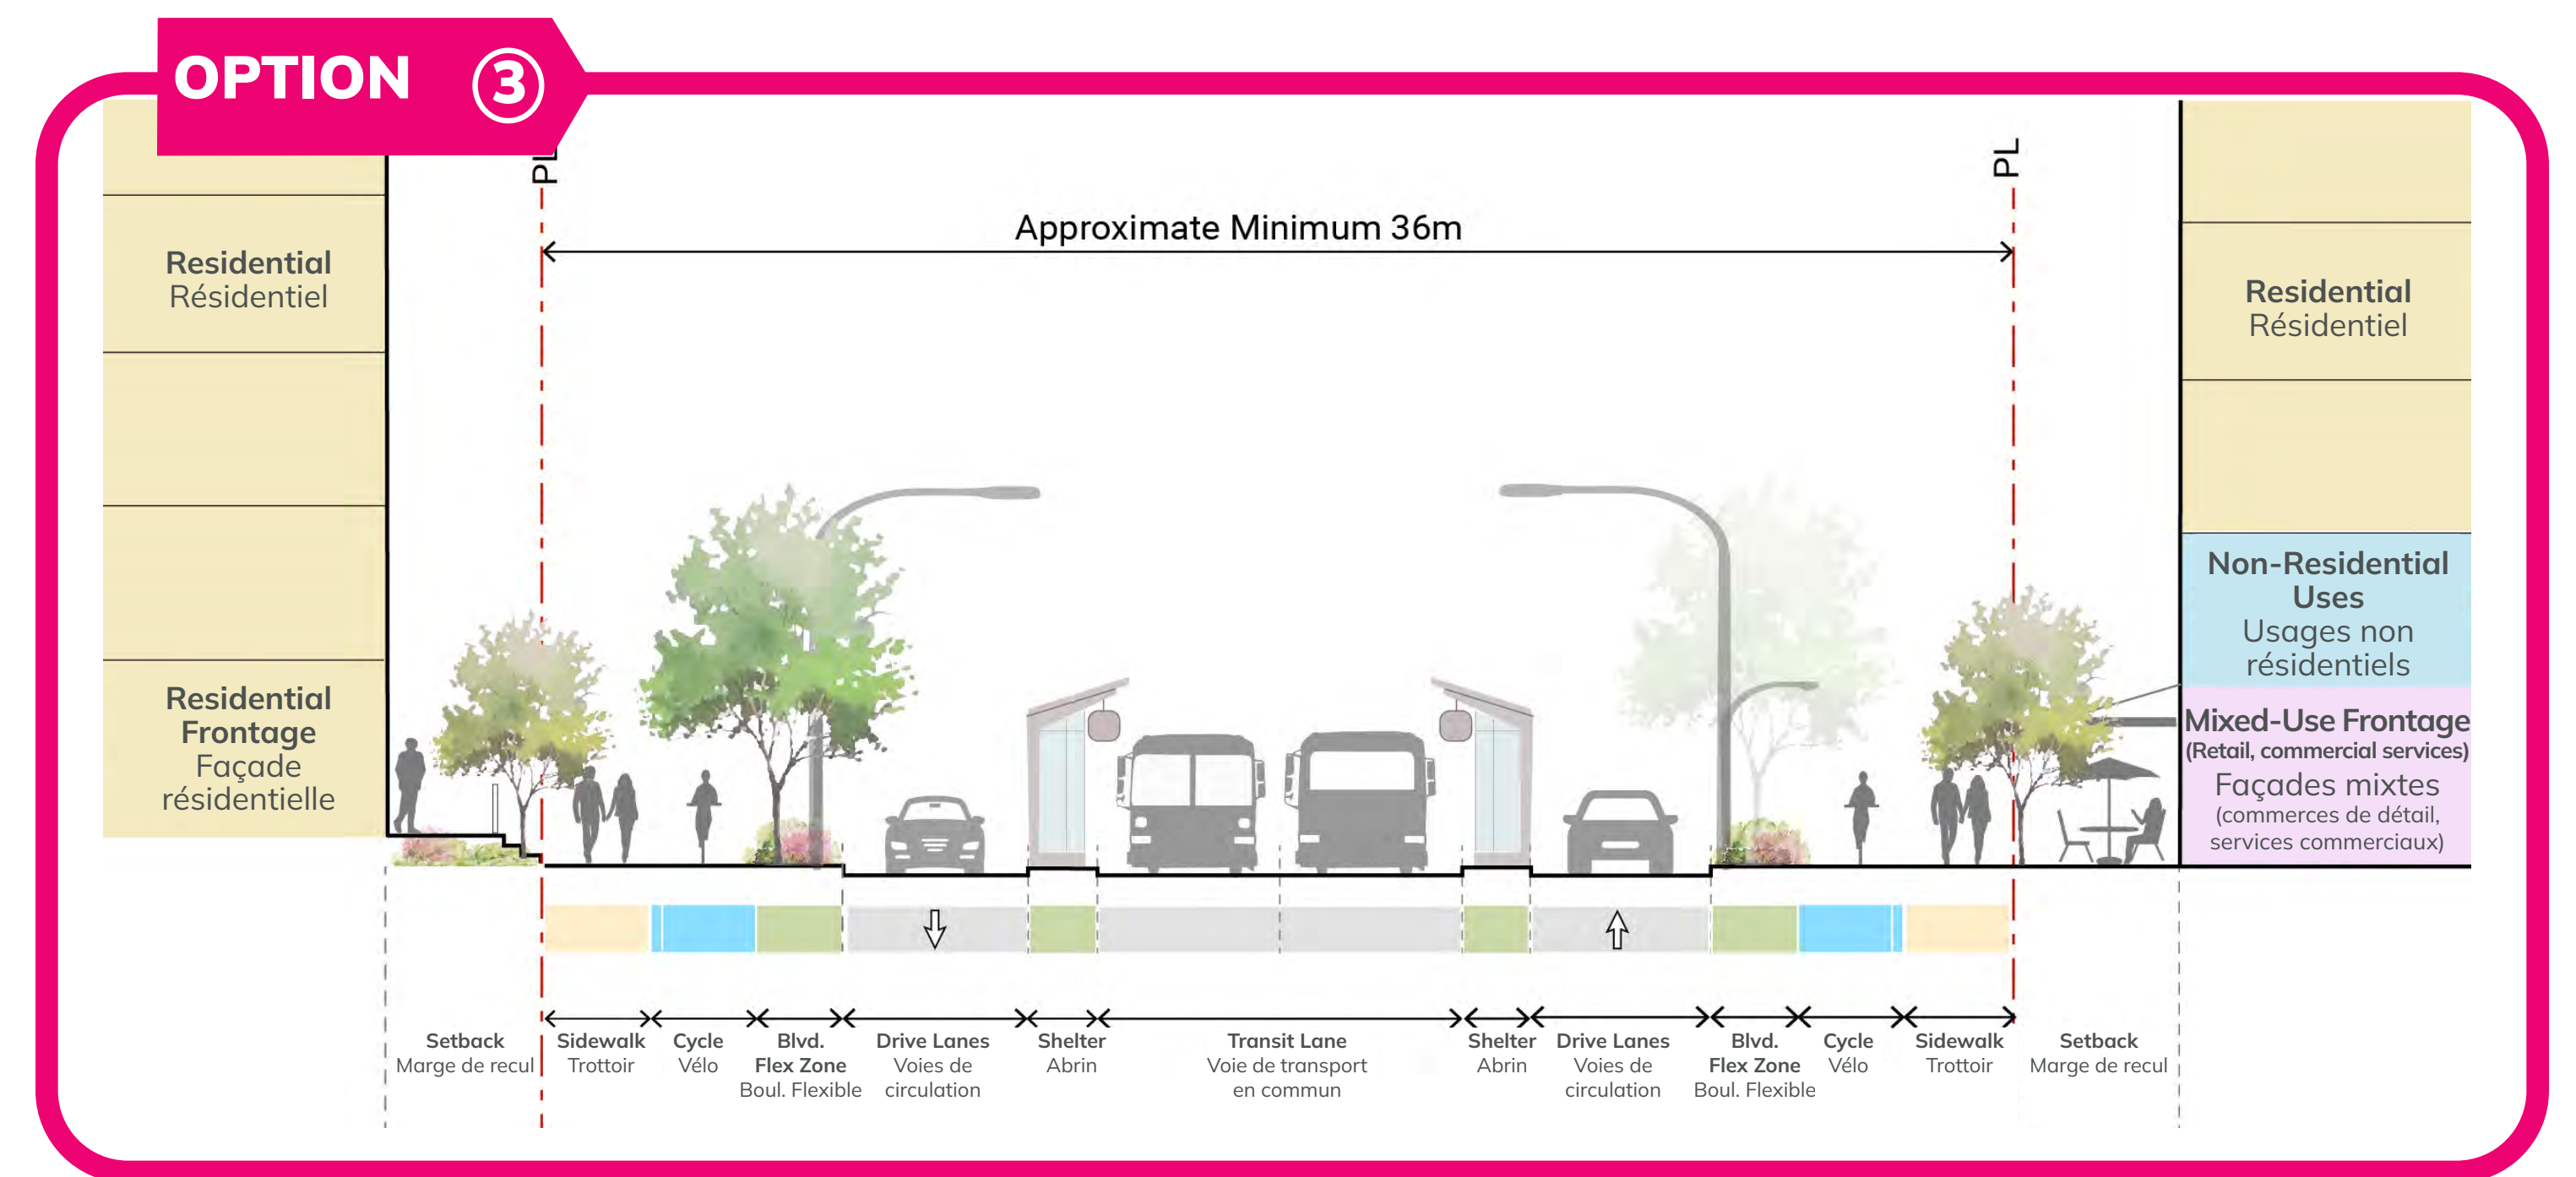 OPTION 3
PL
PL
Approximate Minimum 36m
Residential
Résidentiel
Residential
Frontage
Façade
résidentielle
Residential
Résidentiel
Non-Residential
Uses
Usages non
résidentiels
Mixed-Use Frontage
(Retail, commercial services)
Façades mixtes
(commerces de détail,
services commerciaux)
Setback
Marge de recul
Sidewalk
Trottoir
Cycle
Vélo
Blvd.
Flex Zone
Boul. Flexible
Drive Lanes
Voies de
circulation
Shelter
Abrin
Transit Lane
Voie de transport
en commun
Shelter
Abrin
Drive Lanes
Voies de
circulation
Blvd.
Flex Zone
Boul. Flexible
Cycle
Vélo
Sidewalk
Trottoir
Setback
Marge de recul